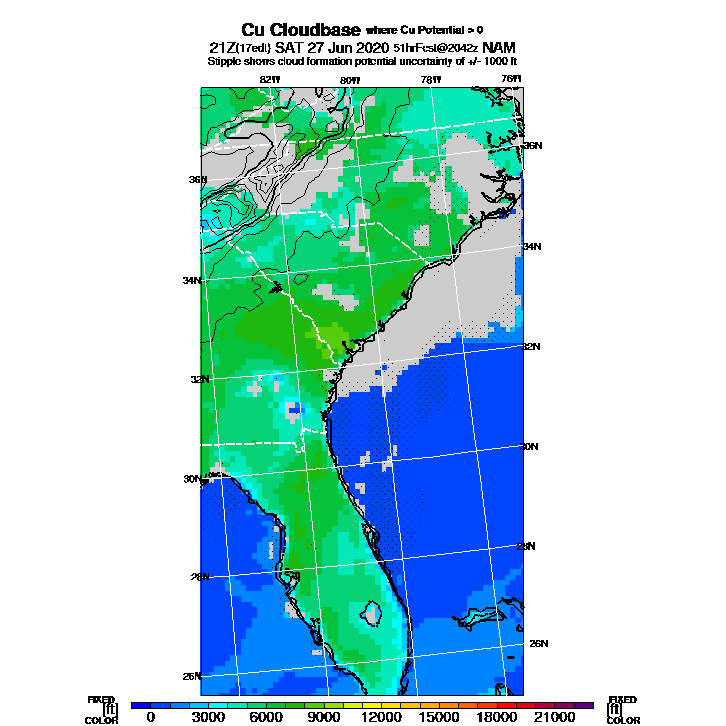 Cu Cloudbase where Cu Potential > 0
21Z(17edt) SAT 27 Jun 2020 51hrFcst@2042z NAM
Stipple shows cloud formation potential uncertainty of +/- 1000 ft
82W 80W 78W 76W
36N
36N
34N
34N
32N
32N
30N
30N
28N
28N
26N
26N
FIXED FIXED
[ft] [ft]
COLOR COLOR
0 3000 6000 9000 12000 15000 18000 21000